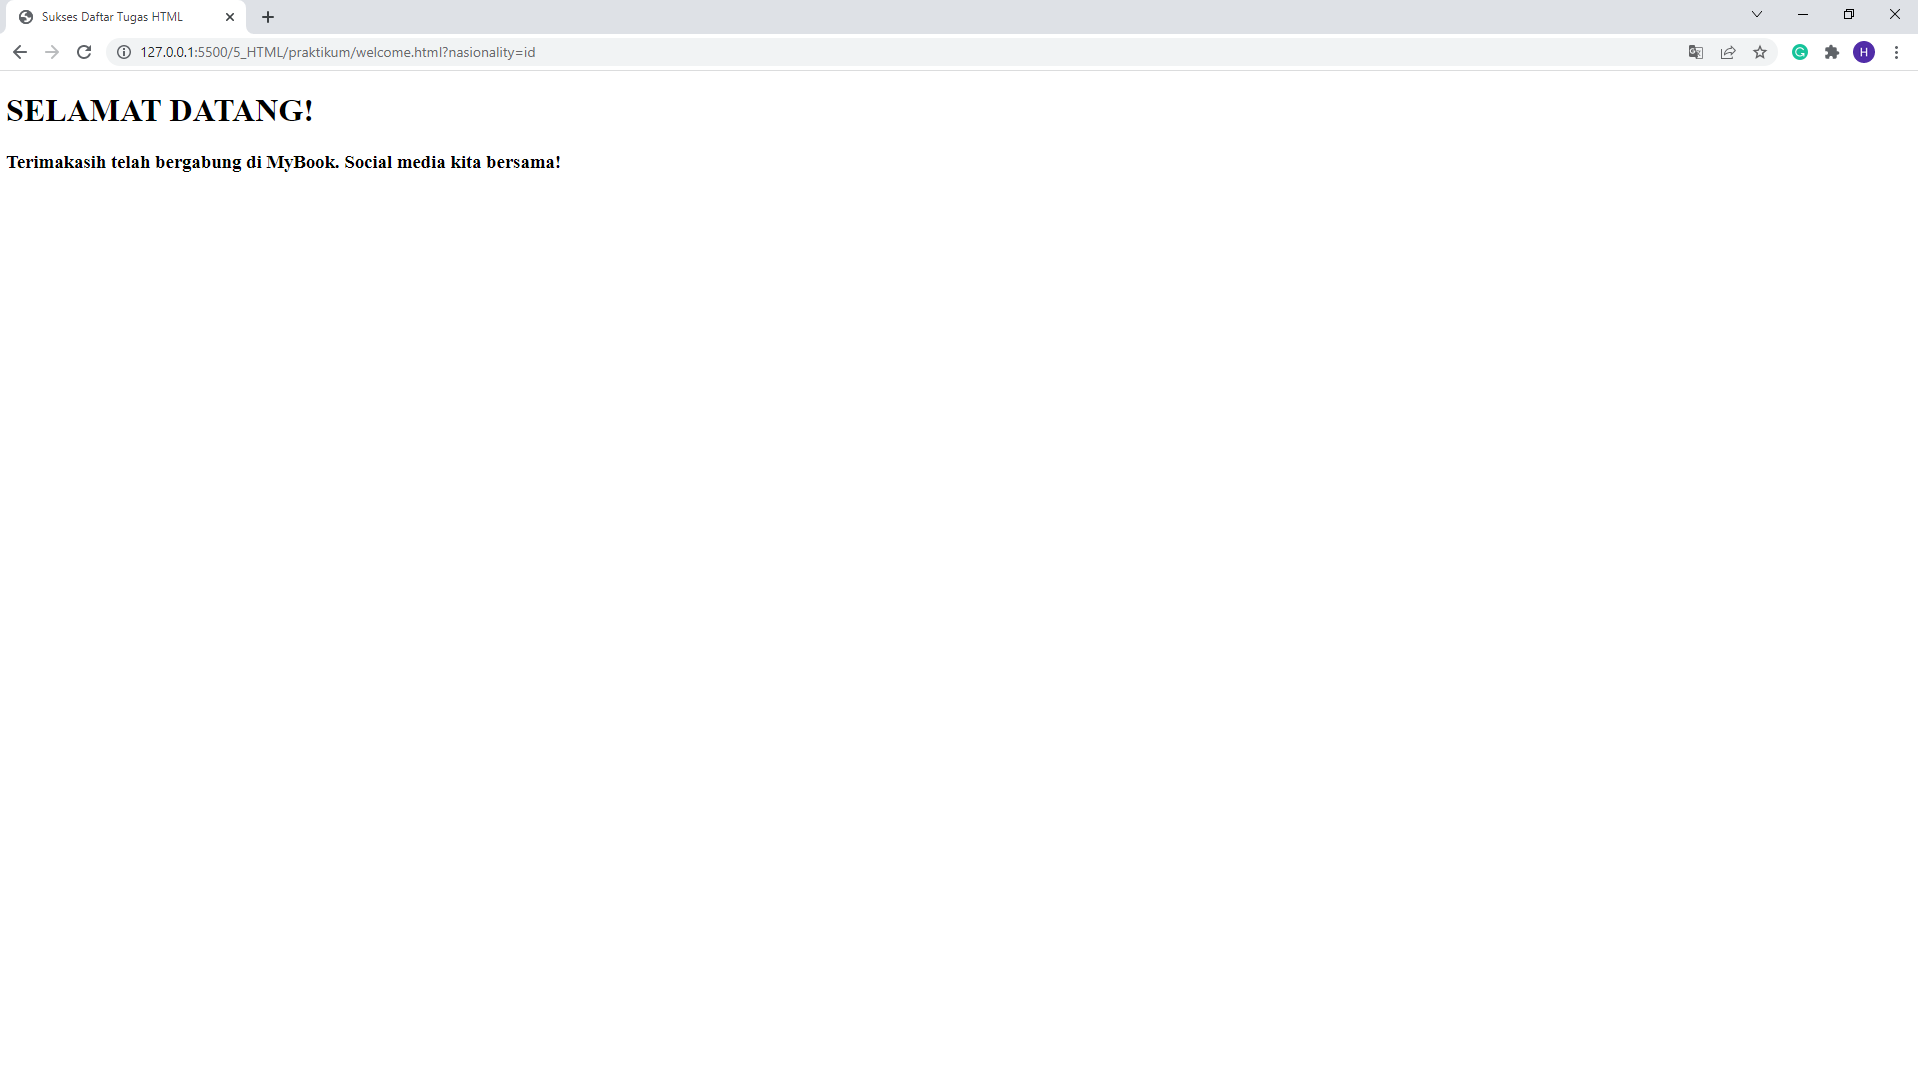 Sukses Daftar Tugas HTML
127.0.0.1:5500/5_HTML/praktikum/welcome.html?nasionality=id
H
SELAMAT DATANG!
Terimakasih telah bergabung di MyBook. Social media kita bersama!